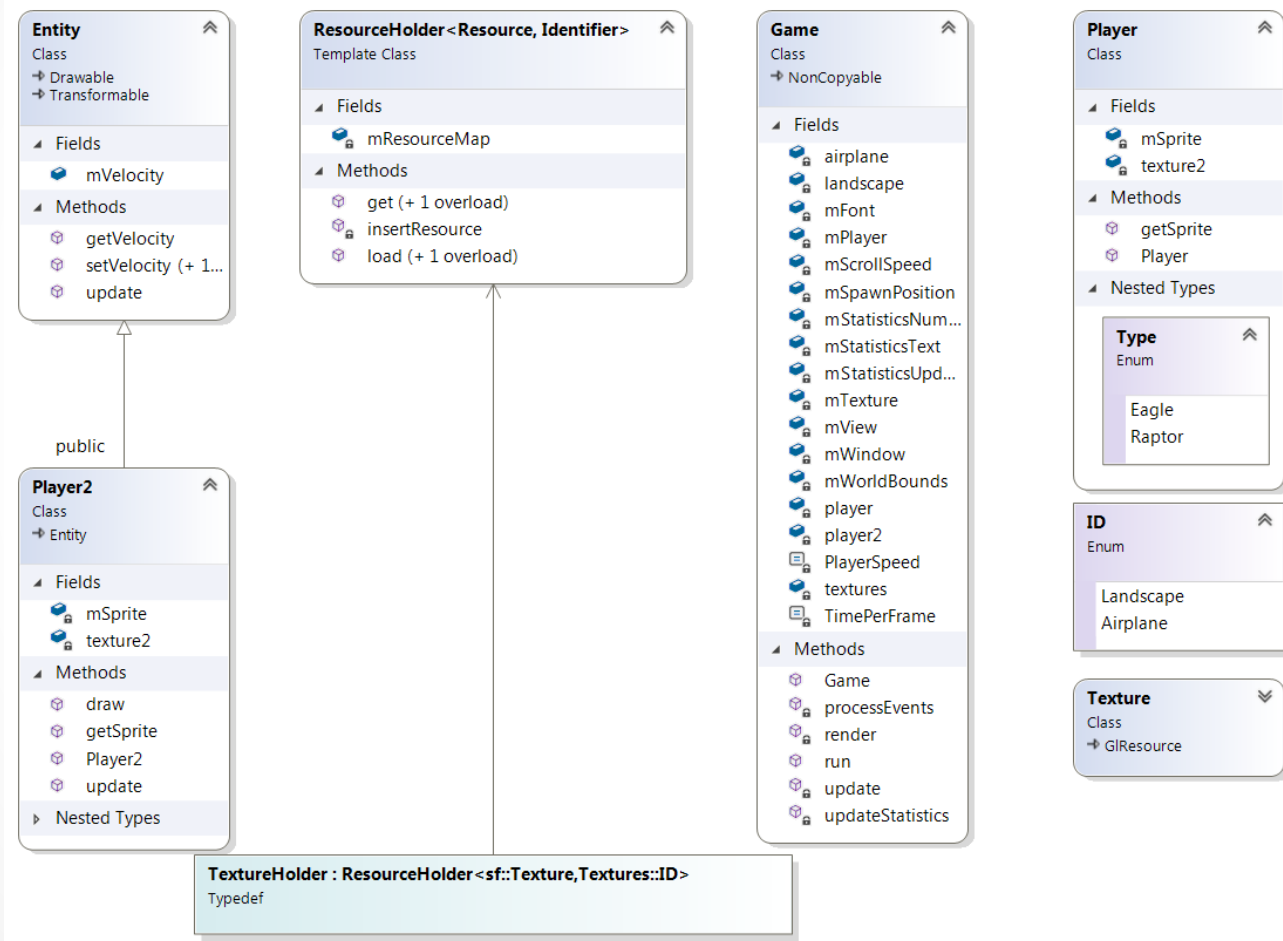 Entity
Class
Drawable
Transformable
Fields
mVelocity
Methods
getVelocity
setVelocity (+ 1...
update
public
Player2
Class
Entity
Fields
mSprite
texture2
Methods
draw
getSprite
Player2
update
Nested Types
ResourceHolder<Resource, Identifier>
Template Class
Fields
mResourceMap
Methods
get (+ 1 overload)
insertResource
load (+ 1 overload)
TextureHolder : ResourceHolder<sf::Texture,Textures::ID>
Typedef
Game
Class
NonCopyable
Fields
airplane
landscape
mFont
mPlayer
mScrollSpeed
mSpawnPosition
mStatisticsNum...
mStatisticsText
mStatisticsUpd...
mTexture
mView
mWindow
mWorldBounds
player
player2
PlayerSpeed
textures
TimePerFrame
Methods
Game
processEvents
render
run
update
updateStatistics
Player
Class
Fields
mSprite
texture2
Methods
getSprite
Player
Nested Types
Type
Enum
Eagle
Raptor
ID
Enum
Landscape
Airplane
Texture
Class
GlResource